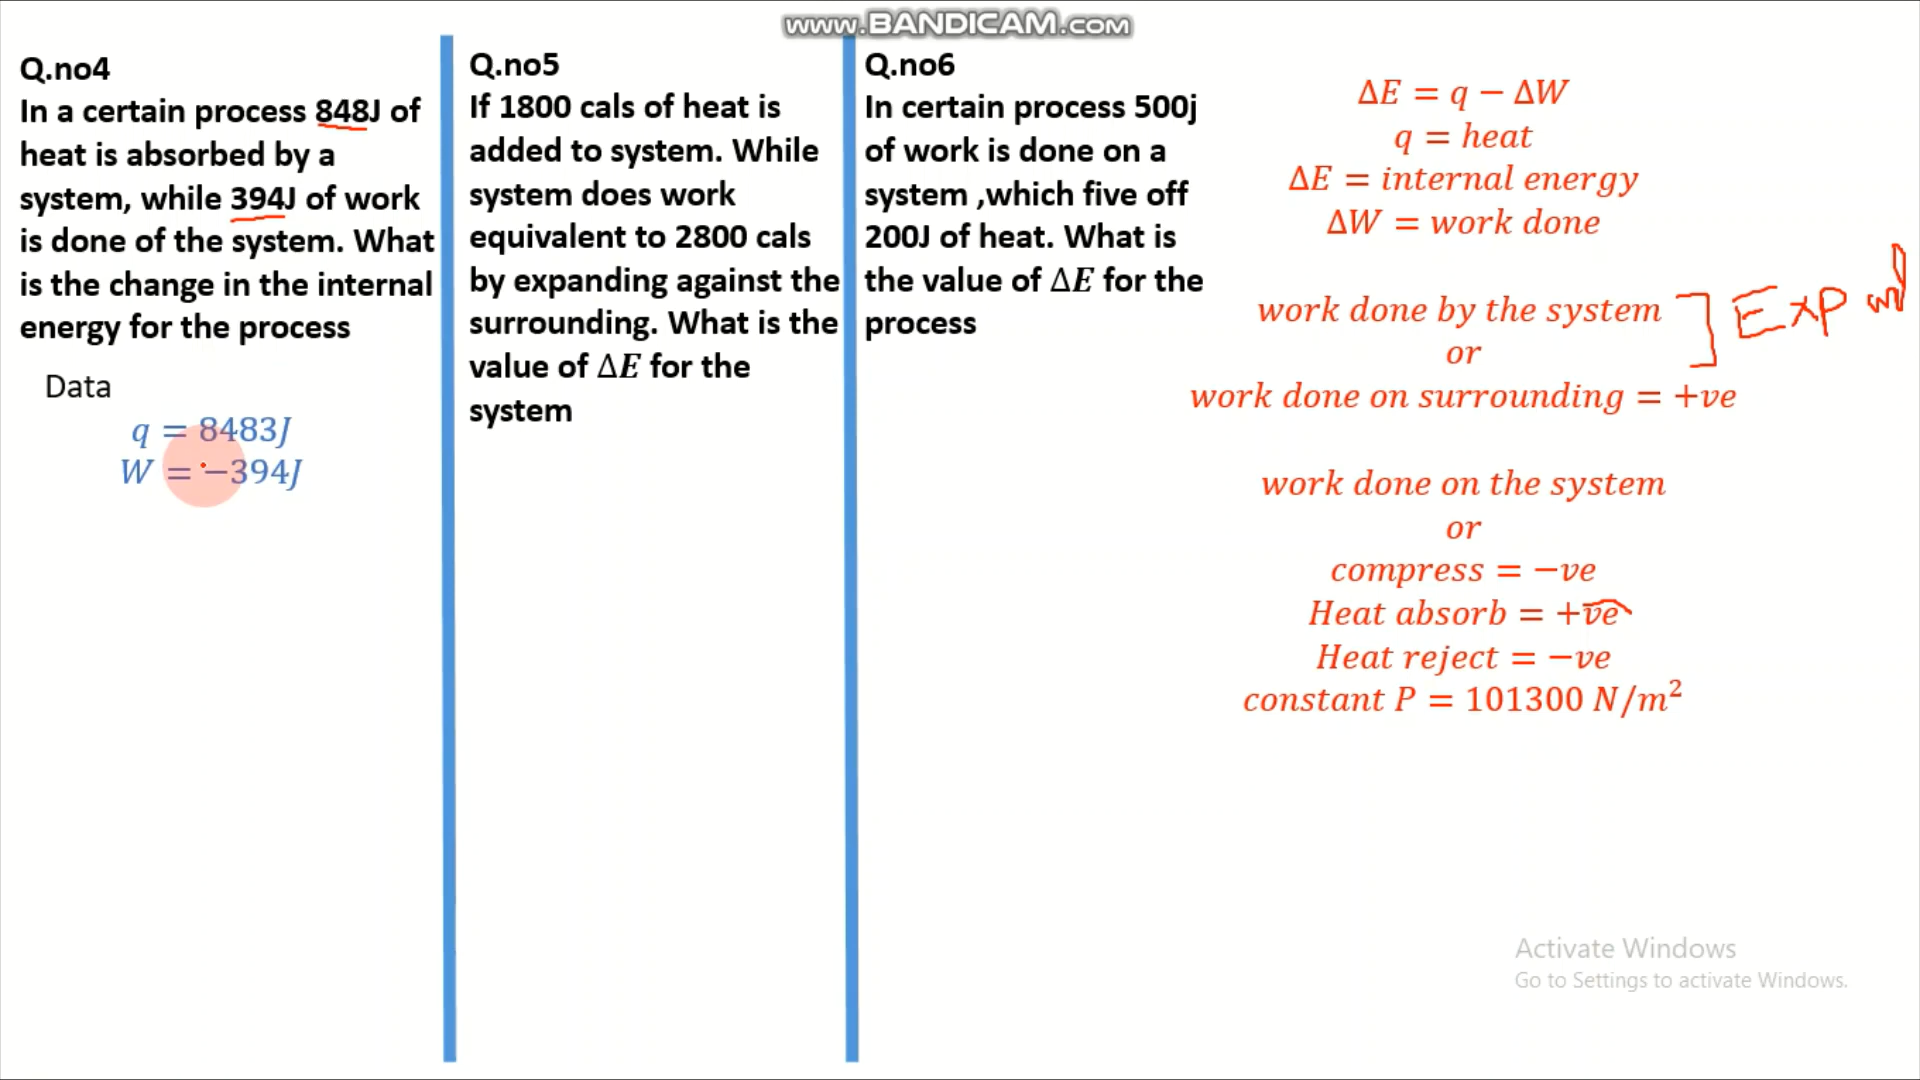 www.BANDICAM.com
Q.no4
In a certain process 848J of
heat is absorbed by a
system, while 394J of work
is done of the system. What
is the change in the internal
energy for the process
Data
q = 8483J
W = −394J
Q.no5
If 1800 cals of heat is
added to system. While
system does work
equivalent to 2800 cals
by expanding against the
surrounding. What is the
value of ΔE for the
system
Q.no6
In certain process 500j
of work is done on a
system ,which five off
200J of heat. What is
the value of ΔE for the
process
ΔE = q − ΔW
q = heat
ΔE = internal energy
ΔW = work done
work done by the system
or
work done on surrounding = +ve
Exp
work done on the system
or
compress = −ve
Heat absorb = +ve
Heat reject = −ve
constant P = 101300 N/m²
Activate Windows
Go to Settings to activate Windows.